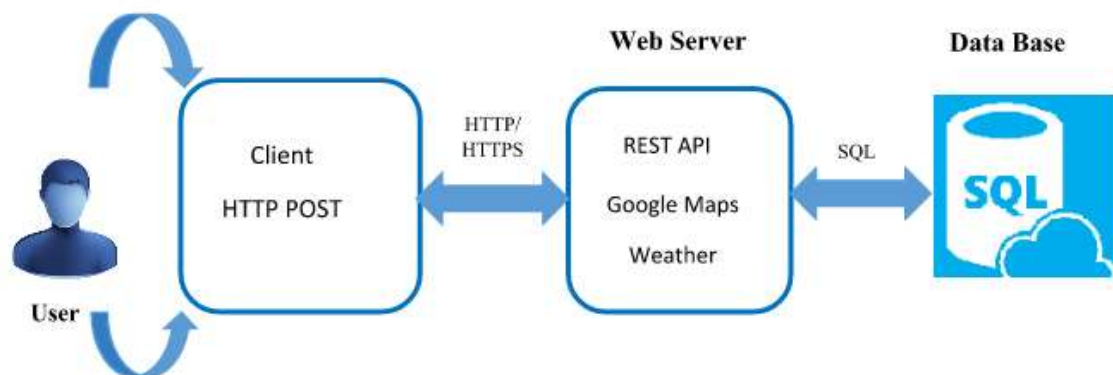 User
Client
HTTP POST
HTTP/
HTTPS
Web Server
REST API
Google Maps
Weather
SQL
Data Base
SQL